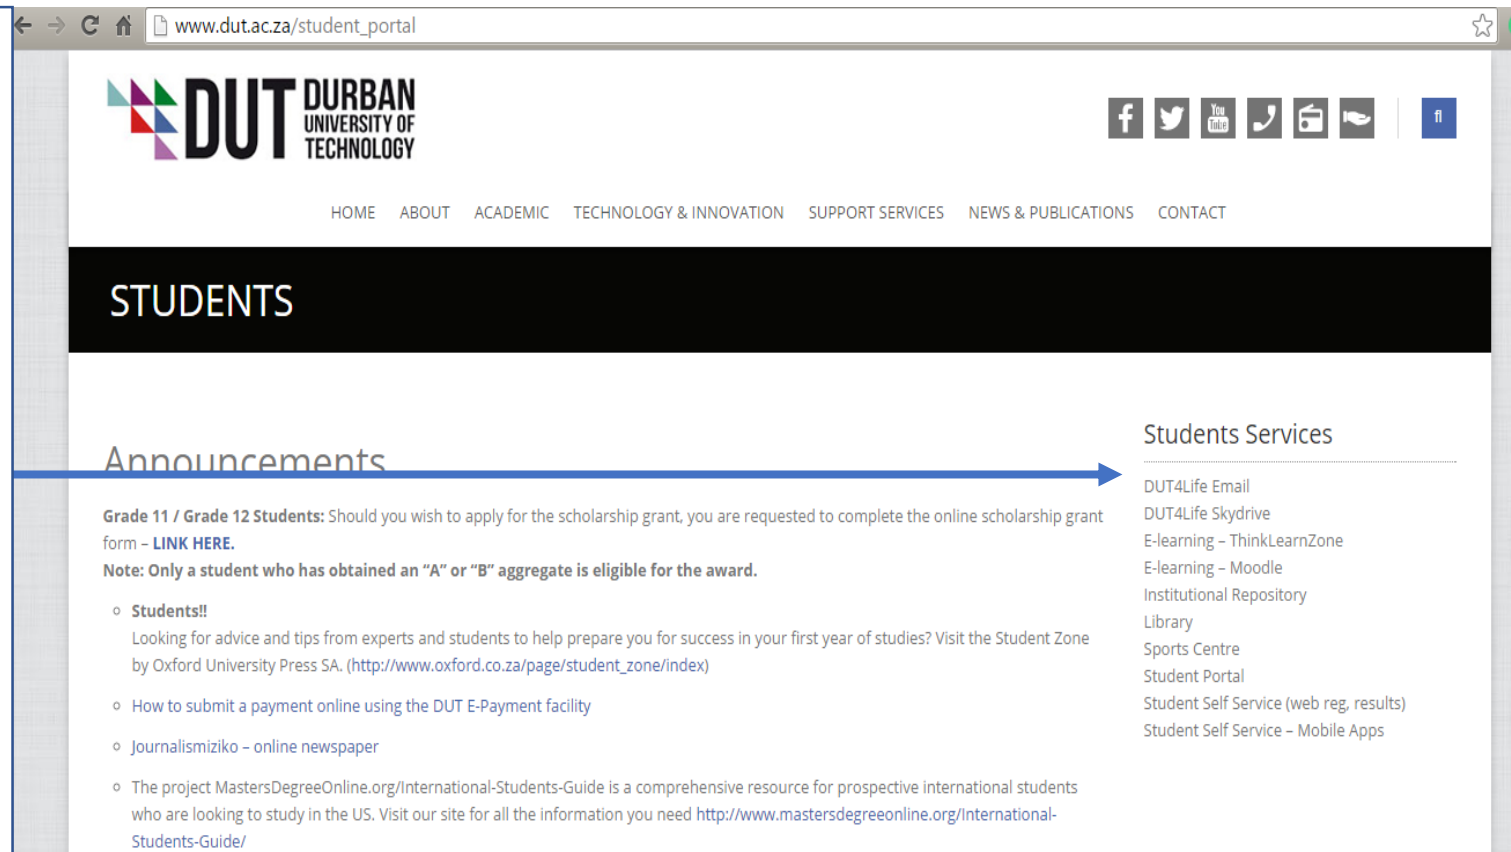 www.dut.ac.za/student_portal
DUT DURBAN
UNIVERSITY OF
TECHNOLOGY
You
Tube
fl
HOME ABOUT ACADEMIC TECHNOLOGY & INNOVATION SUPPORT SERVICES NEWS & PUBLICATIONS CONTACT
STUDENTS
Announcements
Grade 11 / Grade 12 Students: Should you wish to apply for the scholarship grant, you are requested to complete the online scholarship grant
form – LINK HERE.
Note: Only a student who has obtained an “A” or “B” aggregate is eligible for the award.
Students!!
Looking for advice and tips from experts and students to help prepare you for success in your first year of studies? Visit the Student Zone
by Oxford University Press SA. (http://www.oxford.co.za/page/student_zone/index)
How to submit a payment online using the DUT E-Payment facility
Journalismiziko – online newspaper
The project MastersDegreeOnline.org/International-Students-Guide is a comprehensive resource for prospective international students
who are looking to study in the US. Visit our site for all the information you need http://www.mastersdegreeonline.org/International-
Students-Guide/
Students Services
DUT4Life Email
DUT4Life Skydrive
E-learning – ThinkLearnZone
E-learning – Moodle
Institutional Repository
Library
Sports Centre
Student Portal
Student Self Service (web reg, results)
Student Self Service – Mobile Apps